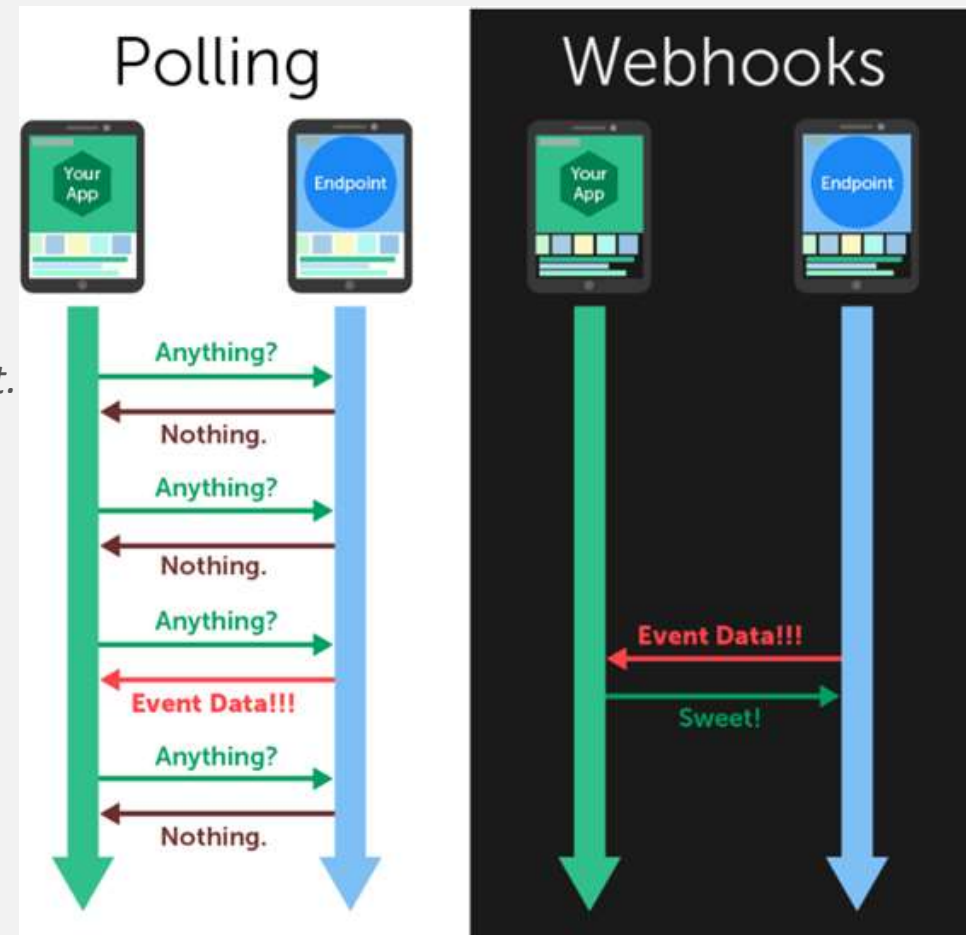 Polling
Your
App
Endpoint
Anything?
Nothing.
Anything?
Nothing.
Anything?
Event Data!!!
Anything?
Nothing.
Webhooks
Your
App
Endpoint
Event Data!!!
Sweet!